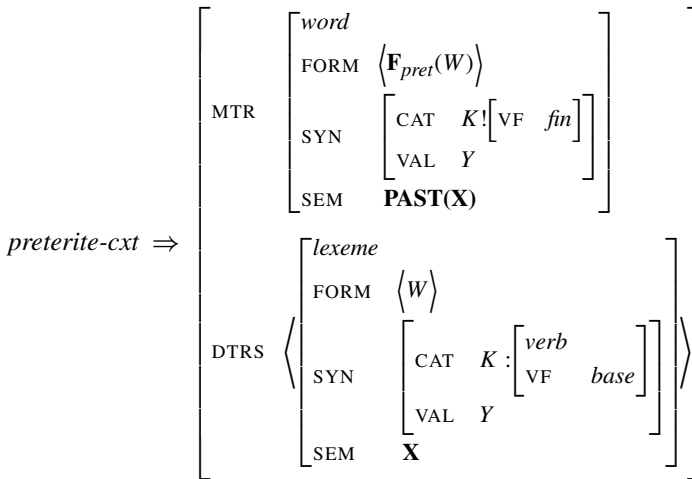 word
FORM ⟨F_pret(W)⟩
SYN [CAT K![VF fin]
VAL Y]
MTR
SEM PAST(X)
preterite-cxt ⇒
lexeme
FORM ⟨W⟩
DTRS
SYN [CAT K : [verb
VF base]
VAL Y]
SEM X